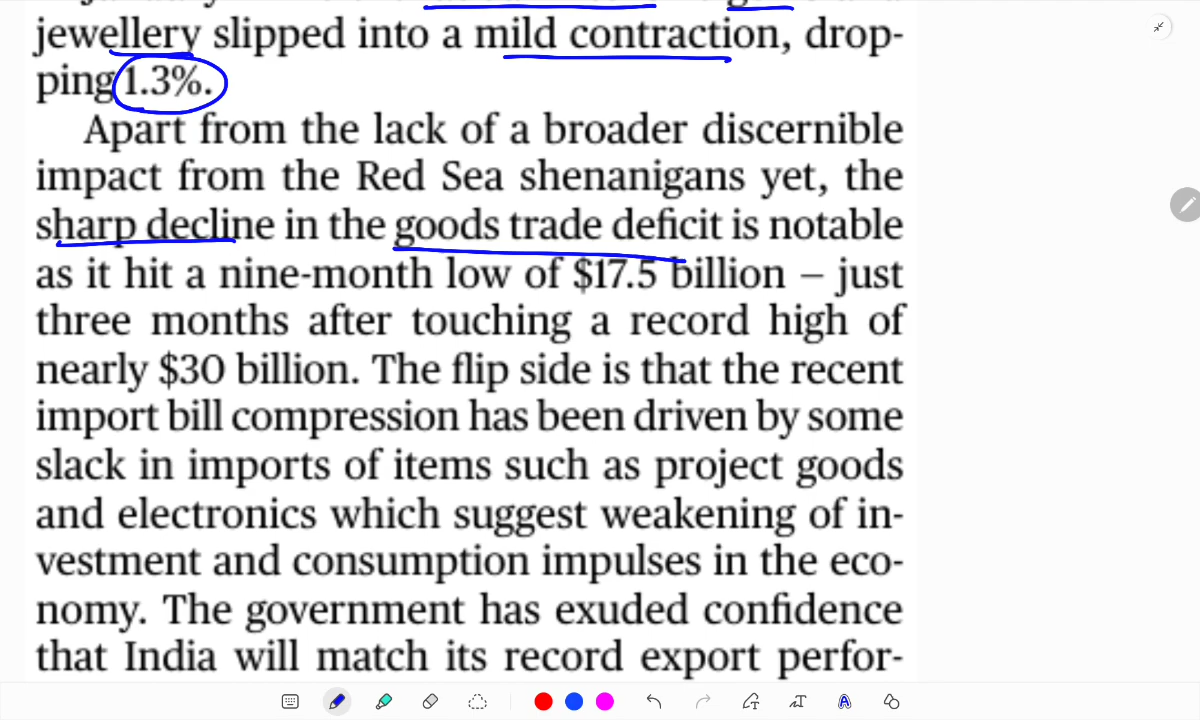 jewellery slipped into a mild contraction, drop-
ping 1.3%.
Apart from the lack of a broader discernible
impact from the Red Sea shenanigans yet, the
sharp decline in the goods trade deficit is notable
as it hit a nine-month low of $17.5 billion – just
three months after touching a record high of
nearly $30 billion. The flip side is that the recent
import bill compression has been driven by some
slack in imports of items such as project goods
and electronics which suggest weakening of in-
vestment and consumption impulses in the eco-
nomy. The government has exuded confidence
that India will match its record export perfor-